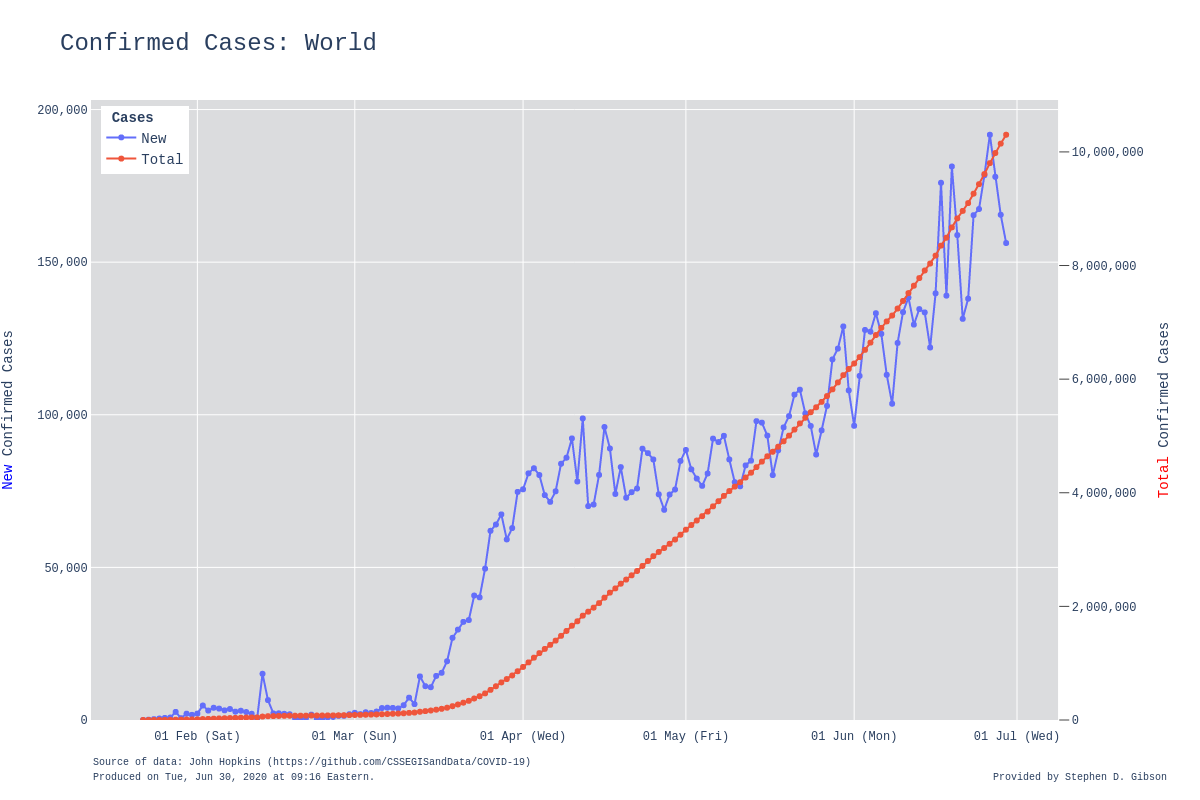 Confirmed Cases: World
Cases
New
Total
200,000
150,000
100,000
50,000
0
New Confirmed Cases
10,000,000
8,000,000
6,000,000
4,000,000
2,000,000
0
Total Confirmed Cases
01 Feb (Sat)
01 Mar (Sun)
01 Apr (Wed)
01 May (Fri)
01 Jun (Mon)
01 Jul (Wed)
Source of data: John Hopkins (https://github.com/CSSEGISandData/COVID-19)
Produced on Tue, Jun 30, 2020 at 09:16 Eastern.
Provided by Stephen D. Gibson